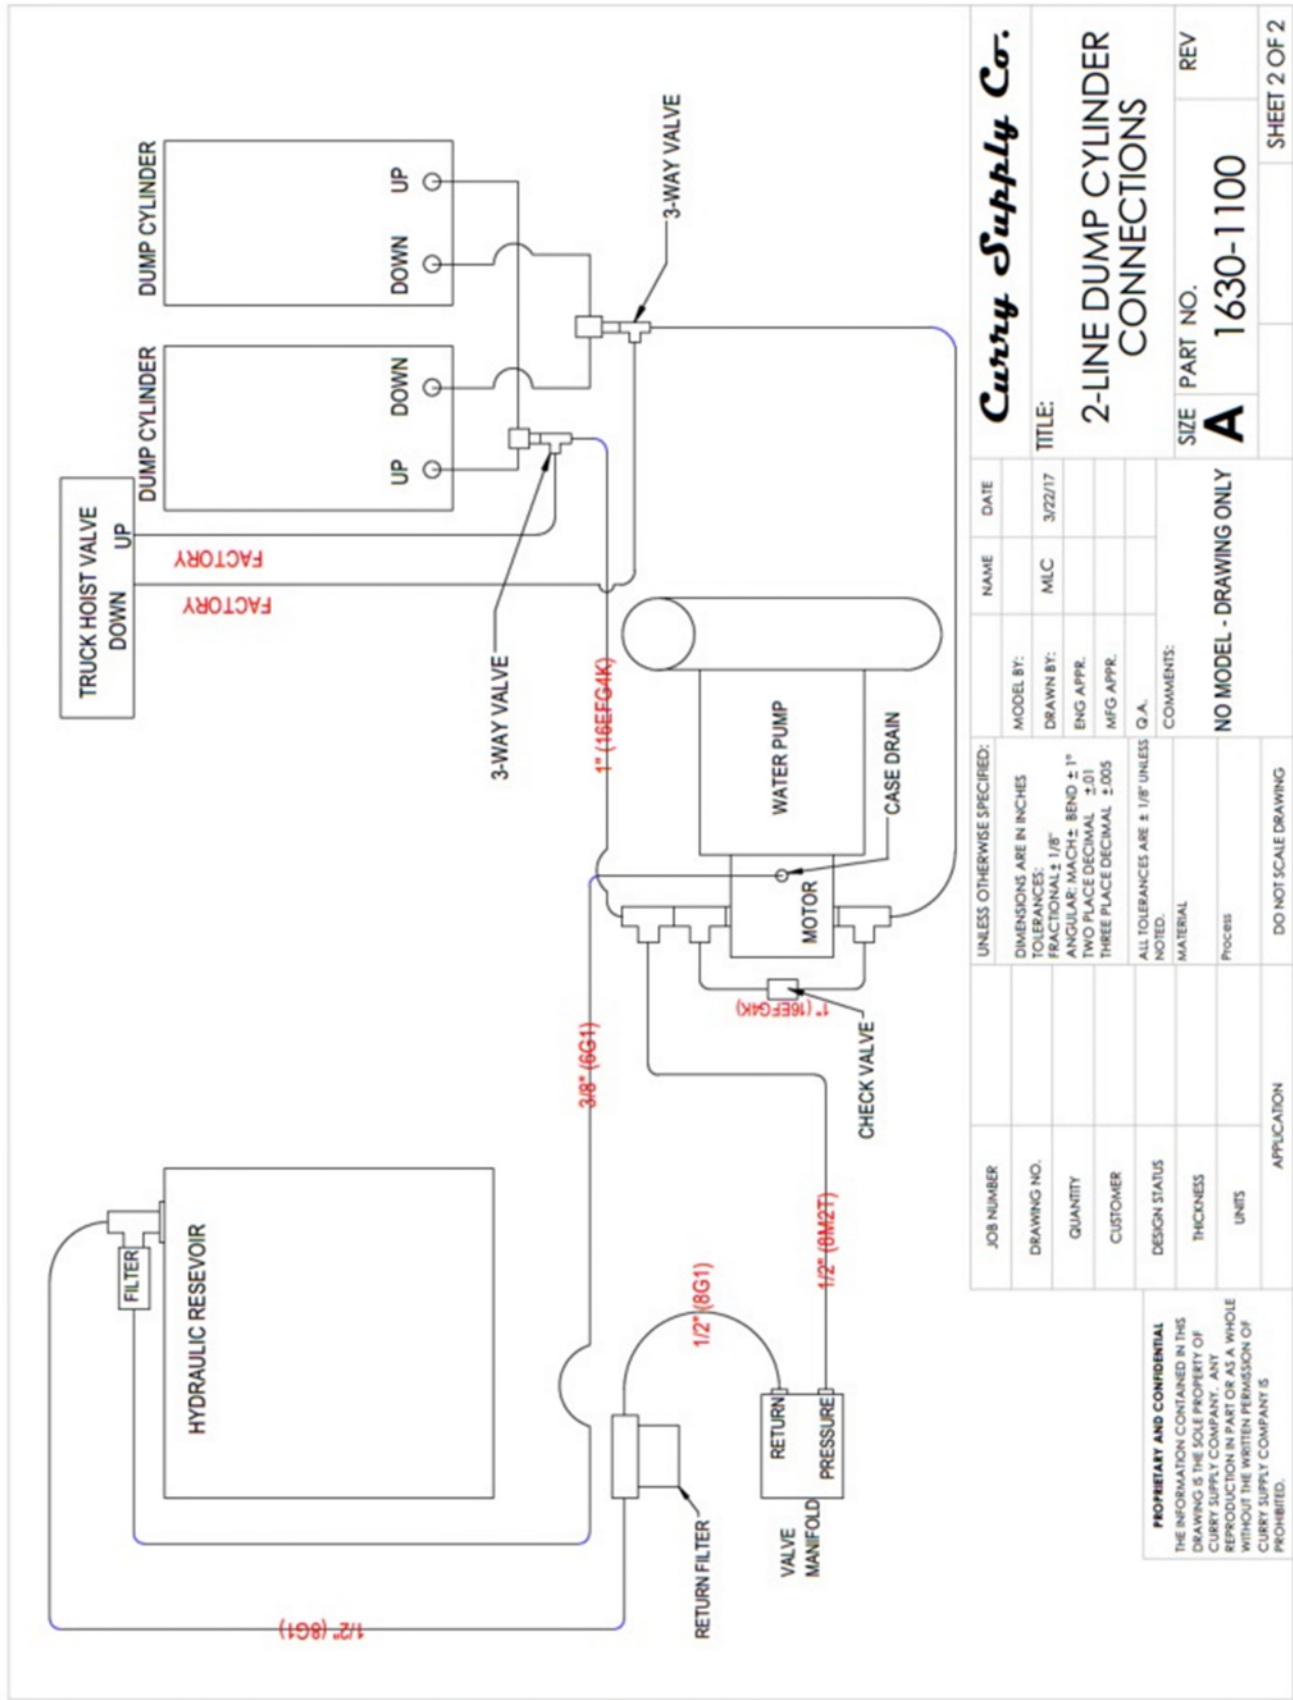 TRUCK HOIST VALVE
DOWN
UP
FACTORY
FACTORY
DUMP CYLINDER
UP
DOWN
DUMP CYLINDER
DOWN
UP
3-WAY VALVE
3-WAY VALVE
1" (16EFG4K)
HYDRAULIC RESEVOIR
FILTER
1/2" (8G1)
3/8" (6G1)
WATER PUMP
MOTOR
CASE DRAIN
1" (16EFG4K)
CHECK VALVE
1/2" (8G1)
1/2" (8M2T)
RETURN FILTER
VALVE
MANIFOLD
RETURN
PRESSURE
PROPRIETARY AND CONFIDENTIAL
THE INFORMATION CONTAINED IN THIS
DRAWING IS THE SOLE PROPERTY OF
CURRY SUPPLY COMPANY. ANY
REPRODUCTION IN PART OR AS A WHOLE
WITHOUT THE WRITTEN PERMISSION OF
CURRY SUPPLY COMPANY IS
PROHIBITED.
JOB NUMBER
DRAWING NO.
QUANTITY
CUSTOMER
DESIGN STATUS
THICKNESS
UNITS
APPLICATION
UNLESS OTHERWISE SPECIFIED:
DIMENSIONS ARE IN INCHES
TOLERANCES:
FRACTIONAL ± 1/8"
ANGULAR: MACH± BEND ± 1°
TWO PLACE DECIMAL ±.01
THREE PLACE DECIMAL ±.005
ALL TOLERANCES ARE ± 1/8" UNLESS
NOTED.
MATERIAL
Process
DO NOT SCALE DRAWING
NAME DATE
MODEL BY:
DRAWN BY: MLC 3/22/17
ENG APPR.
MFG APPR.
Q.A.
COMMENTS:
NO MODEL - DRAWING ONLY
Curry Supply Co.
TITLE:
2-LINE DUMP CYLINDER
CONNECTIONS
SIZE PART NO. REV
A 1630-1100
SHEET 2 OF 2